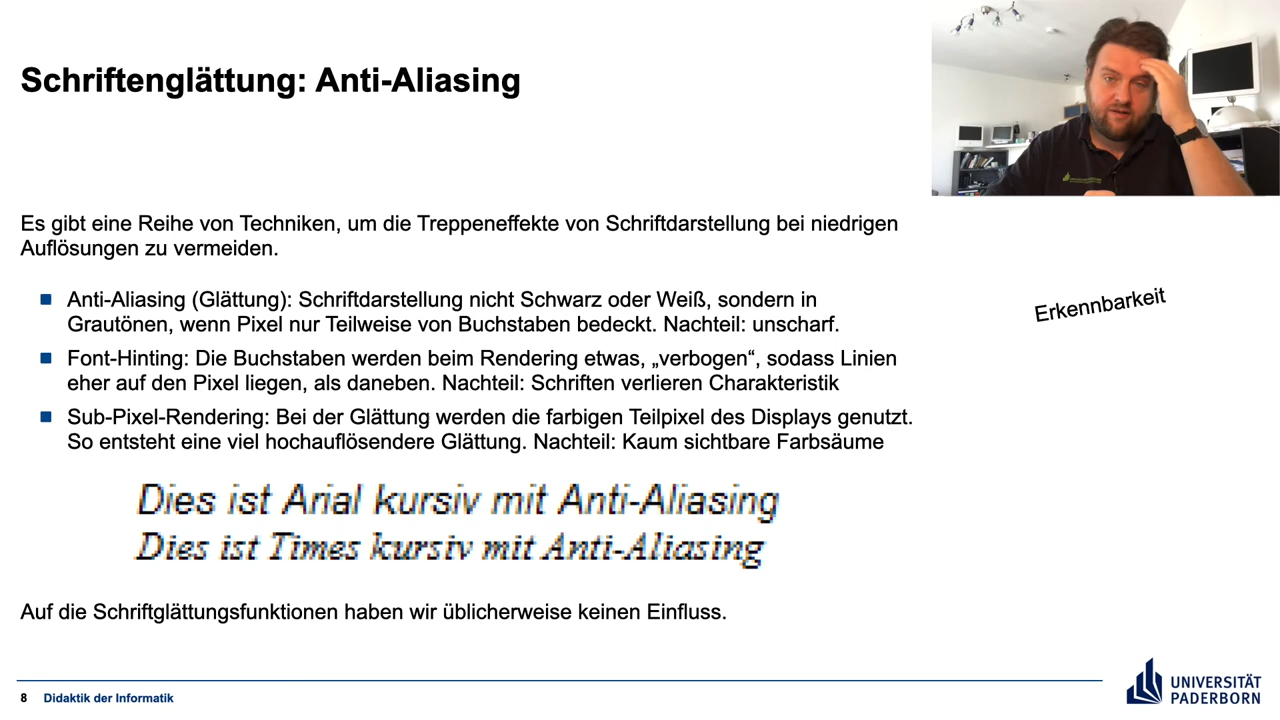 Schriftenglättung: Anti-Aliasing
Es gibt eine Reihe von Techniken, um die Treppeneffekte von Schriftdarstellung bei niedrigen
Auflösungen zu vermeiden.
Anti-Aliasing (Glättung): Schriftdarstellung nicht Schwarz oder Weiß, sondern in
Grautönen, wenn Pixel nur Teilweise von Buchstaben bedeckt. Nachteil: unscharf.
Font-Hinting: Die Buchstaben werden beim Rendering etwas, „verbogen“, sodass Linien
eher auf den Pixel liegen, als daneben. Nachteil: Schriften verlieren Charakteristik
Sub-Pixel-Rendering: Bei der Glättung werden die farbigen Teilpixel des Displays genutzt.
So entsteht eine viel hochauflösendere Glättung. Nachteil: Kaum sichtbare Farbsäume
Erkennbarkeit
Dies ist Arial kursiv mit Anti-Aliasing
Dies ist Times kursiv mit Anti-Aliasing
Auf die Schriftglättungsfunktionen haben wir üblicherweise keinen Einfluss.
8 Didaktik der Informatik
UNIVERSITÄT
PADERBORN